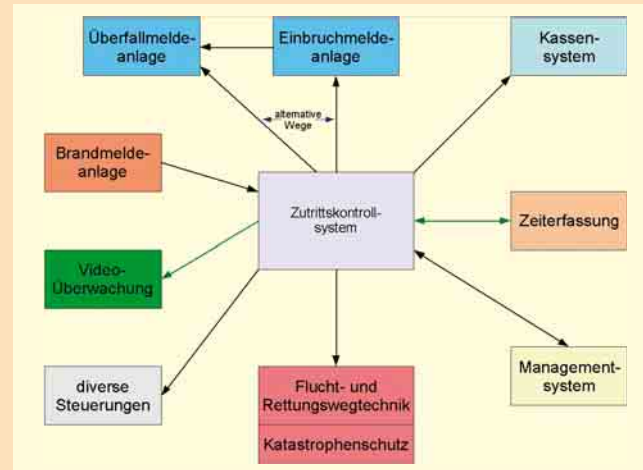 Überfallmelde-
anlage
Einbruchmelde-
anlage
Kassen-
system
alternative
Wege
Brandmelde-
anlage
Zutrittskontroll-
system
Zeiterfassung
Video-
Überwachung
Management-
system
diverse
Steuerungen
Flucht- und
Rettungswegtechnik
Katastrophenschutz